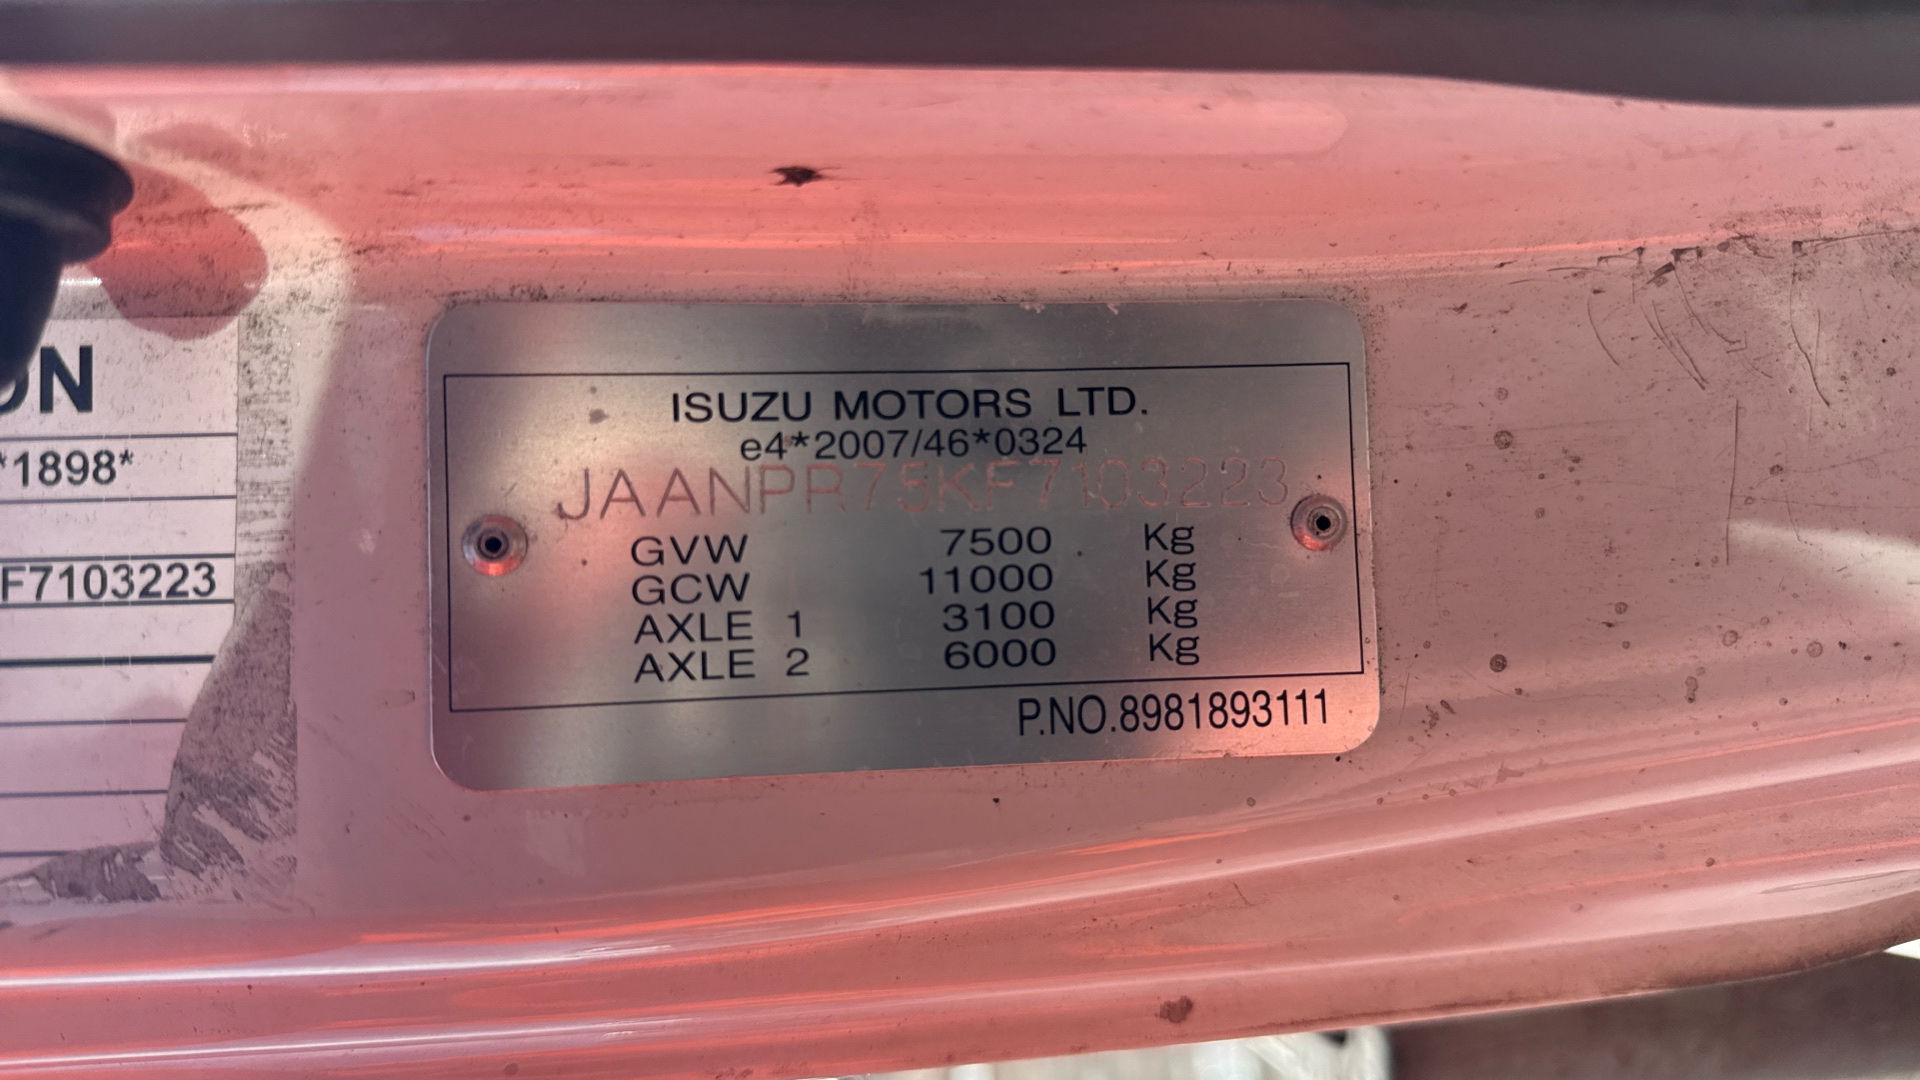 ON
*1898*
F7103223
ISUZU MOTORS LTD.
e4*2007/46*0324
JAANPR75KF7103223
GVW 7500 Kg
GCW 11000 Kg
AXLE 1 3100 Kg
AXLE 2 6000 Kg
P.NO.8981893111